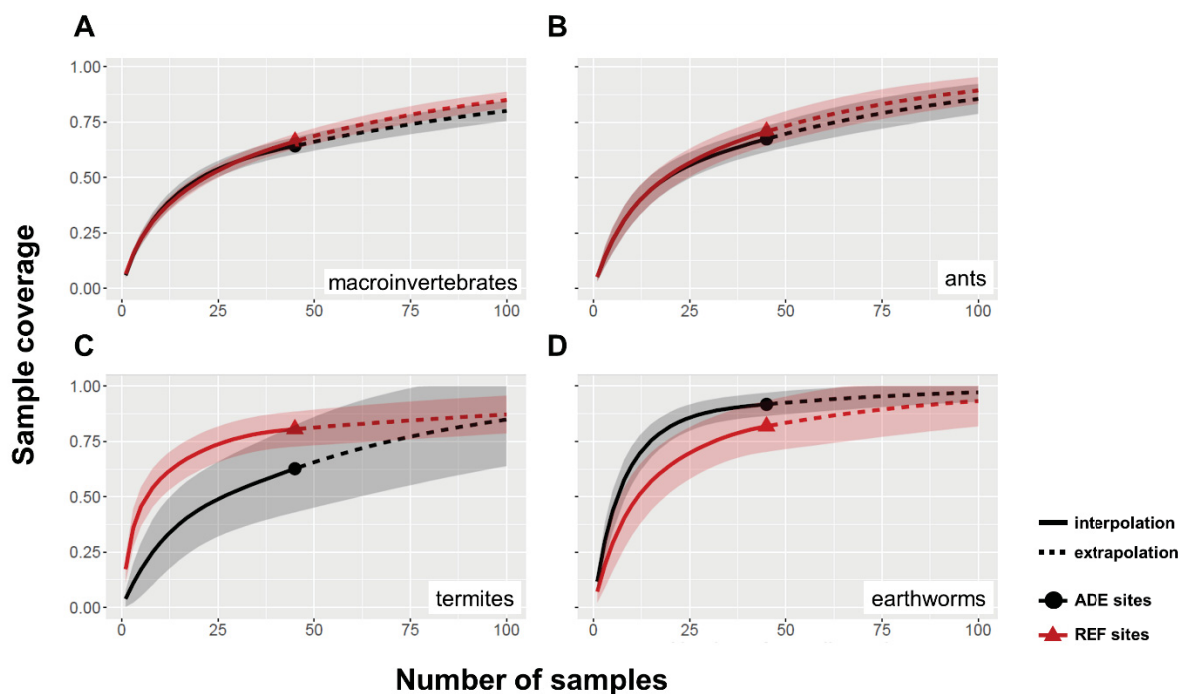 A
B
1.00
0.75
0.50
0.25
0.00
macroinvertebrates
ants
0 25 50 75 100
0 25 50 75 100
C
D
1.00
0.75
0.50
0.25
0.00
termites
earthworms
0 25 50 75 100
0 25 50 75 100
Sample coverage
Number of samples
interpolation
extrapolation
ADE sites
REF sites